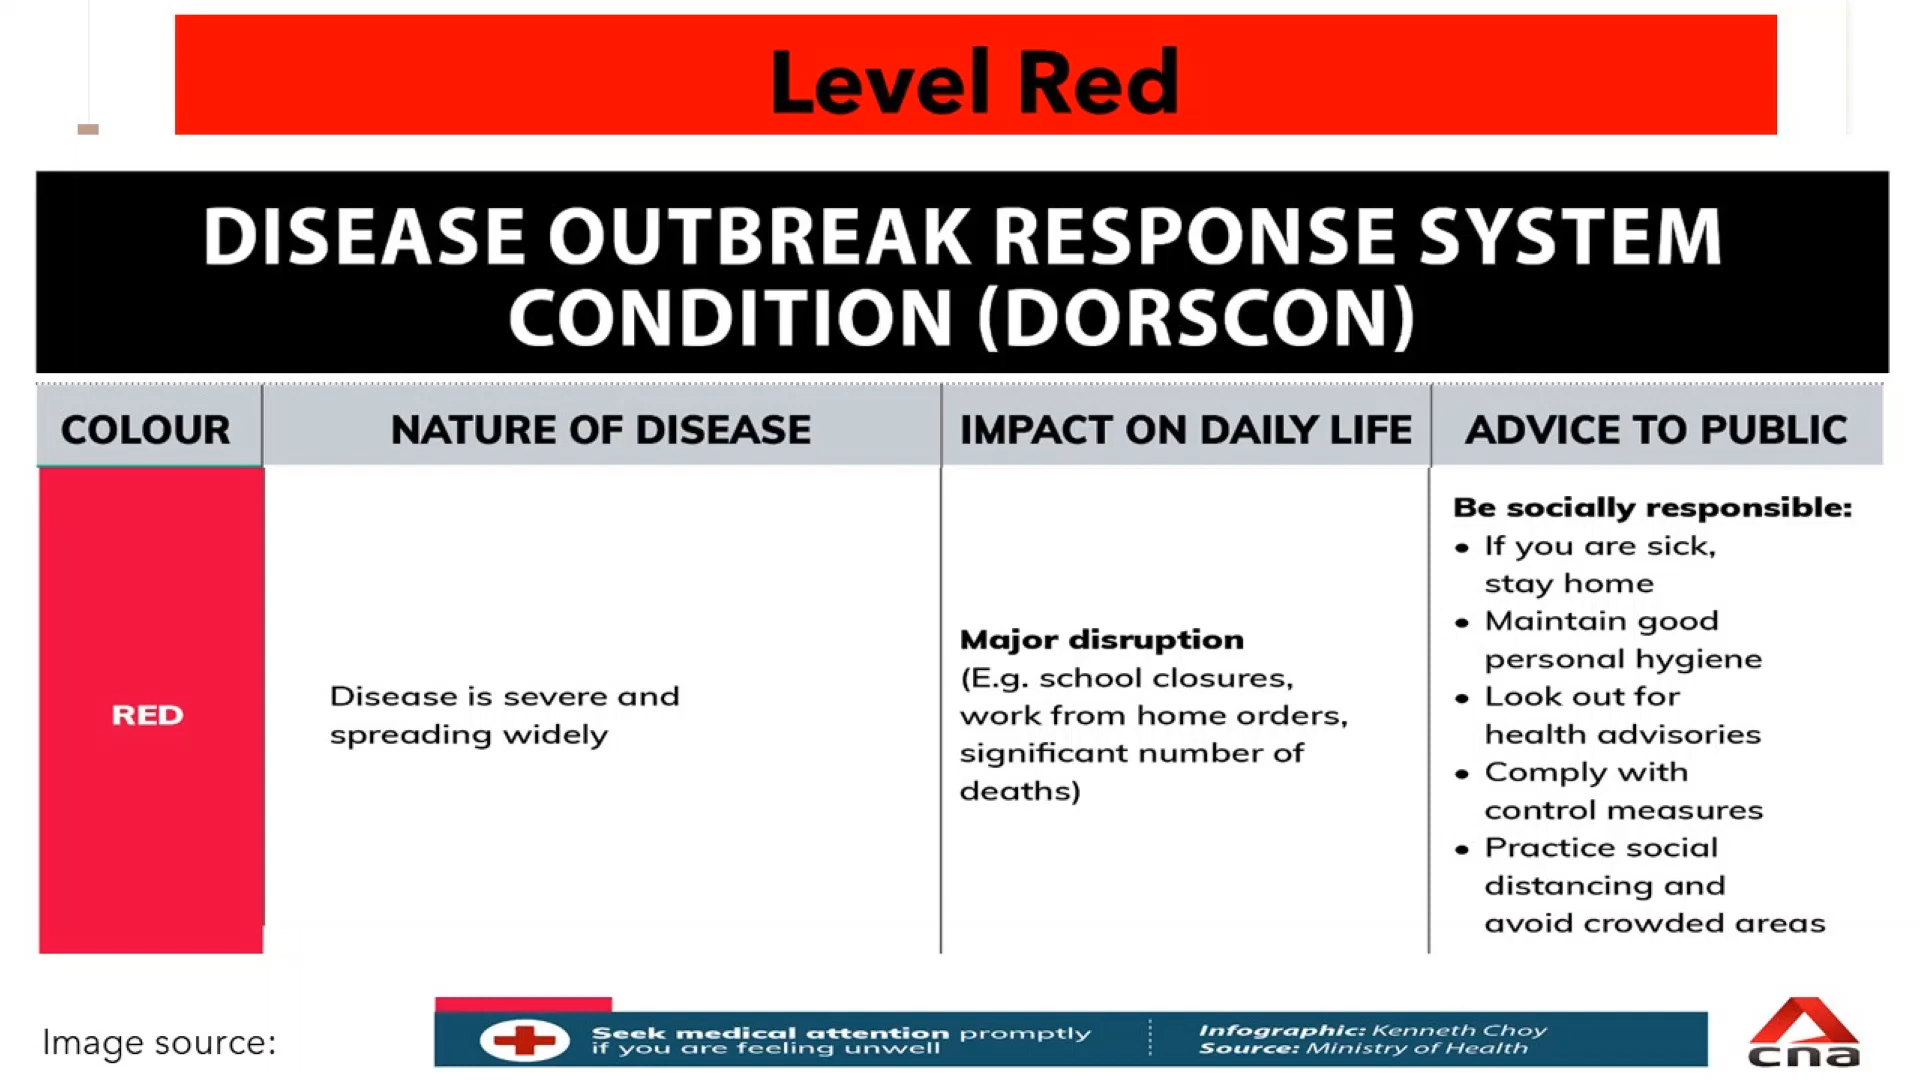 Level Red
DISEASE OUTBREAK RESPONSE SYSTEM
CONDITION (DORSCON)
COLOUR
NATURE OF DISEASE
IMPACT ON DAILY LIFE
ADVICE TO PUBLIC
RED
Disease is severe and
spreading widely
Major disruption
(E.g. school closures,
work from home orders,
significant number of
deaths)
Be socially responsible:
• If you are sick,
stay home
• Maintain good
personal hygiene
• Look out for
health advisories
• Comply with
control measures
• Practice social
distancing and
avoid crowded areas
Image source:
Seek medical attention promptly
if you are feeling unwell
Infographic: Kenneth Choy
Source: Ministry of Health
cna